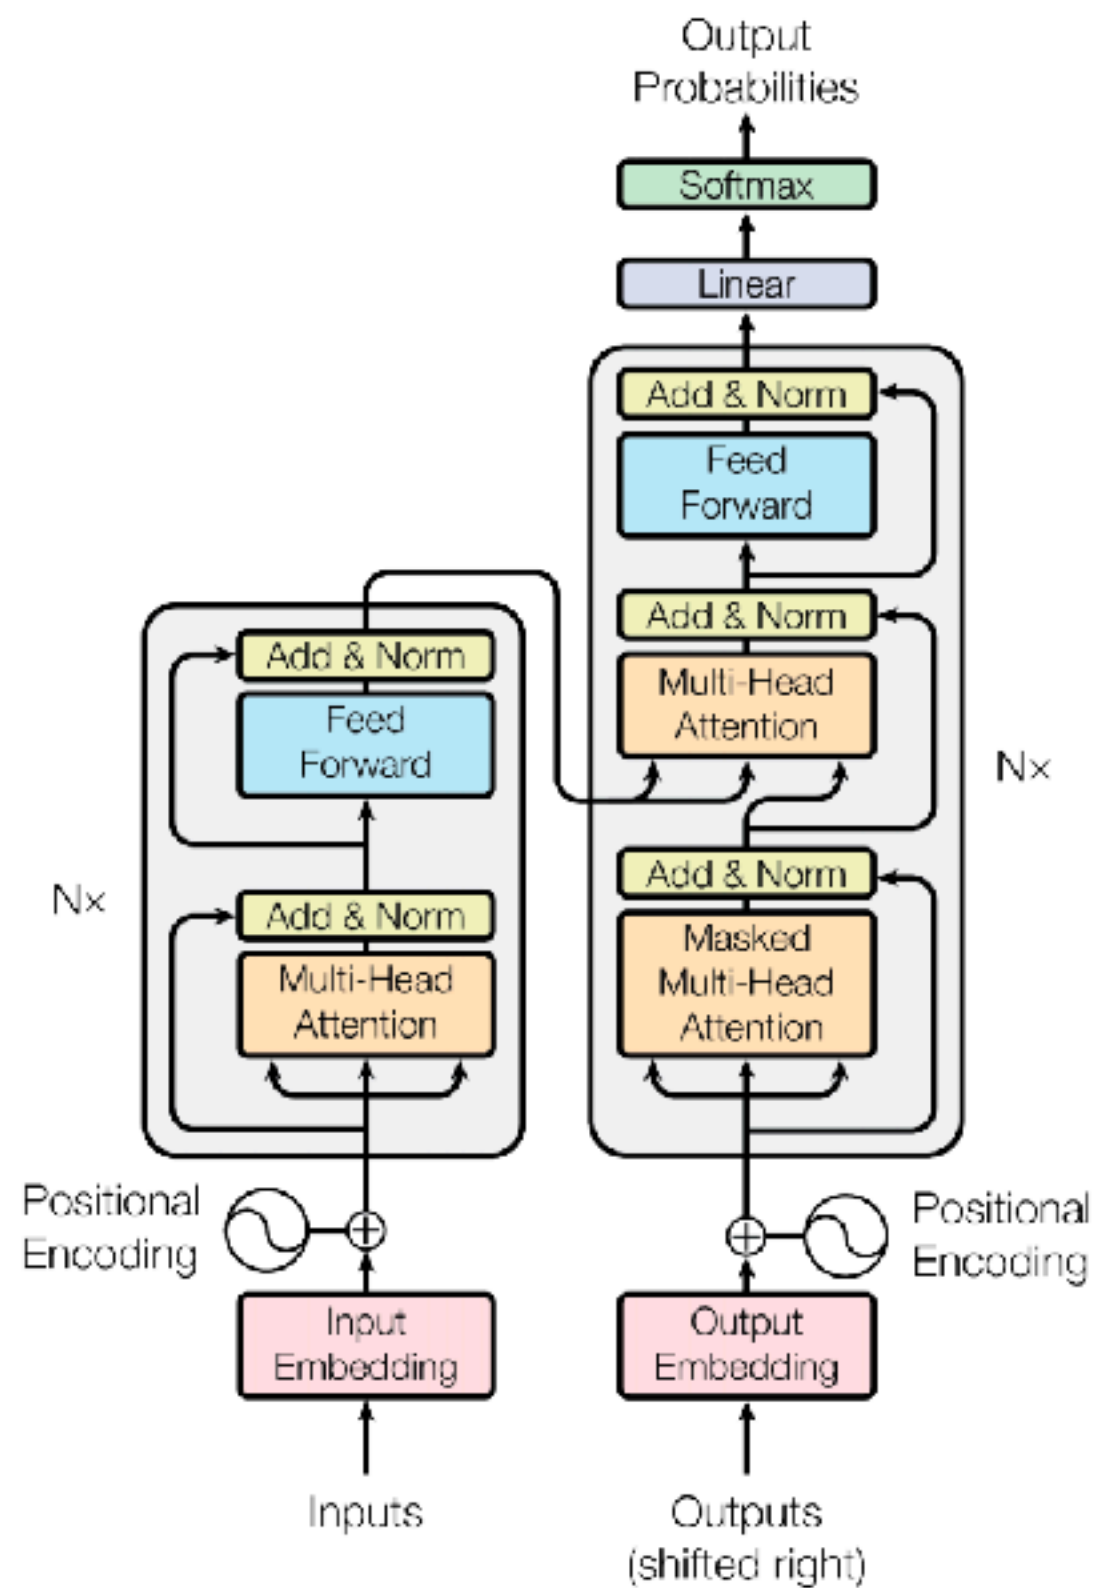 Output
Probabilities
Softmax
Linear
Add & Norm
Feed
Forward
Add & Norm
Multi-Head
Attention
Nx
Add & Norm
Masked
Multi-Head
Attention
Add & Norm
Feed
Forward
Nx
Add & Norm
Multi-Head
Attention
Positional
Encoding
Positional
Encoding
Input
Embedding
Output
Embedding
Inputs
Outputs
(shifted right)